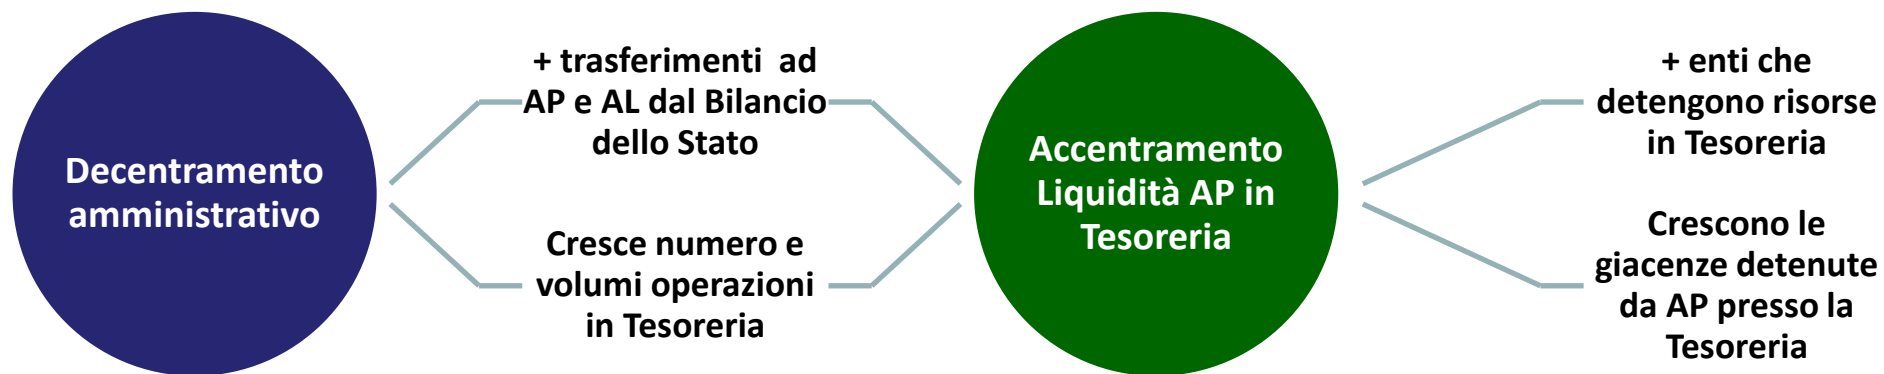 Decentramento
amministrativo
+ trasferimenti ad
AP e AL dal Bilancio
dello Stato
Cresce numero e
volumi operazioni
in Tesoreria
Accentramento
Liquidità AP in
Tesoreria
+ enti che
detengono risorse
in Tesoreria
Crescono le
giacenze detenute
da AP presso la
Tesoreria